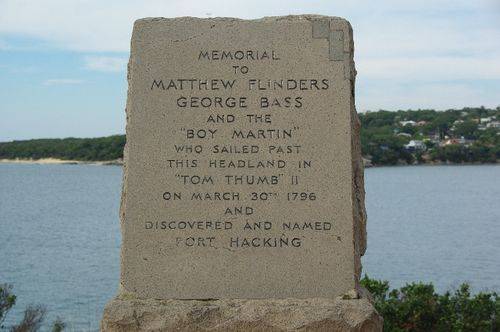 MEMORIAL
TO
MATTHEW FLINDERS
GEORGE BASS
AND THE
"BOY MARTIN"
WHO SAILED PAST
THIS HEADLAND IN
"TOM THUMB" II
ON MARCH 30TH 1796
AND
DISCOVERED AND NAMED
PORT HACKING